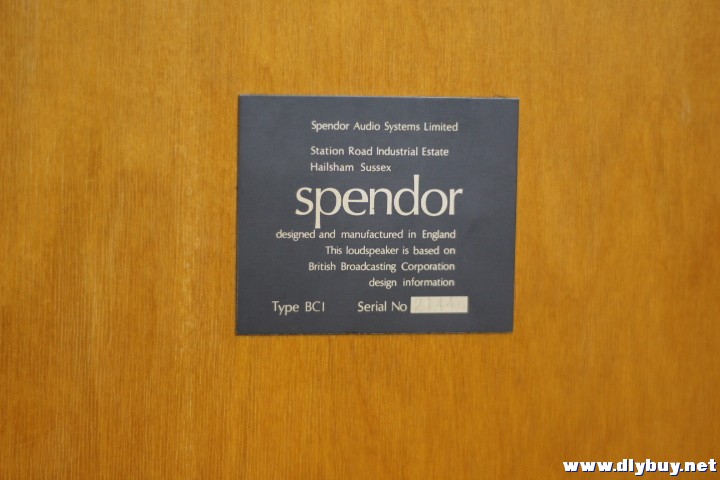 Spendor Audio Systems Limited
Station Road Industrial Estate
Hailsham Sussex
spendor
designed and manufactured in England
This loudspeaker is based on
British Broadcasting Corporation
design information
Type BC1 Serial No
www.dlybuy.net